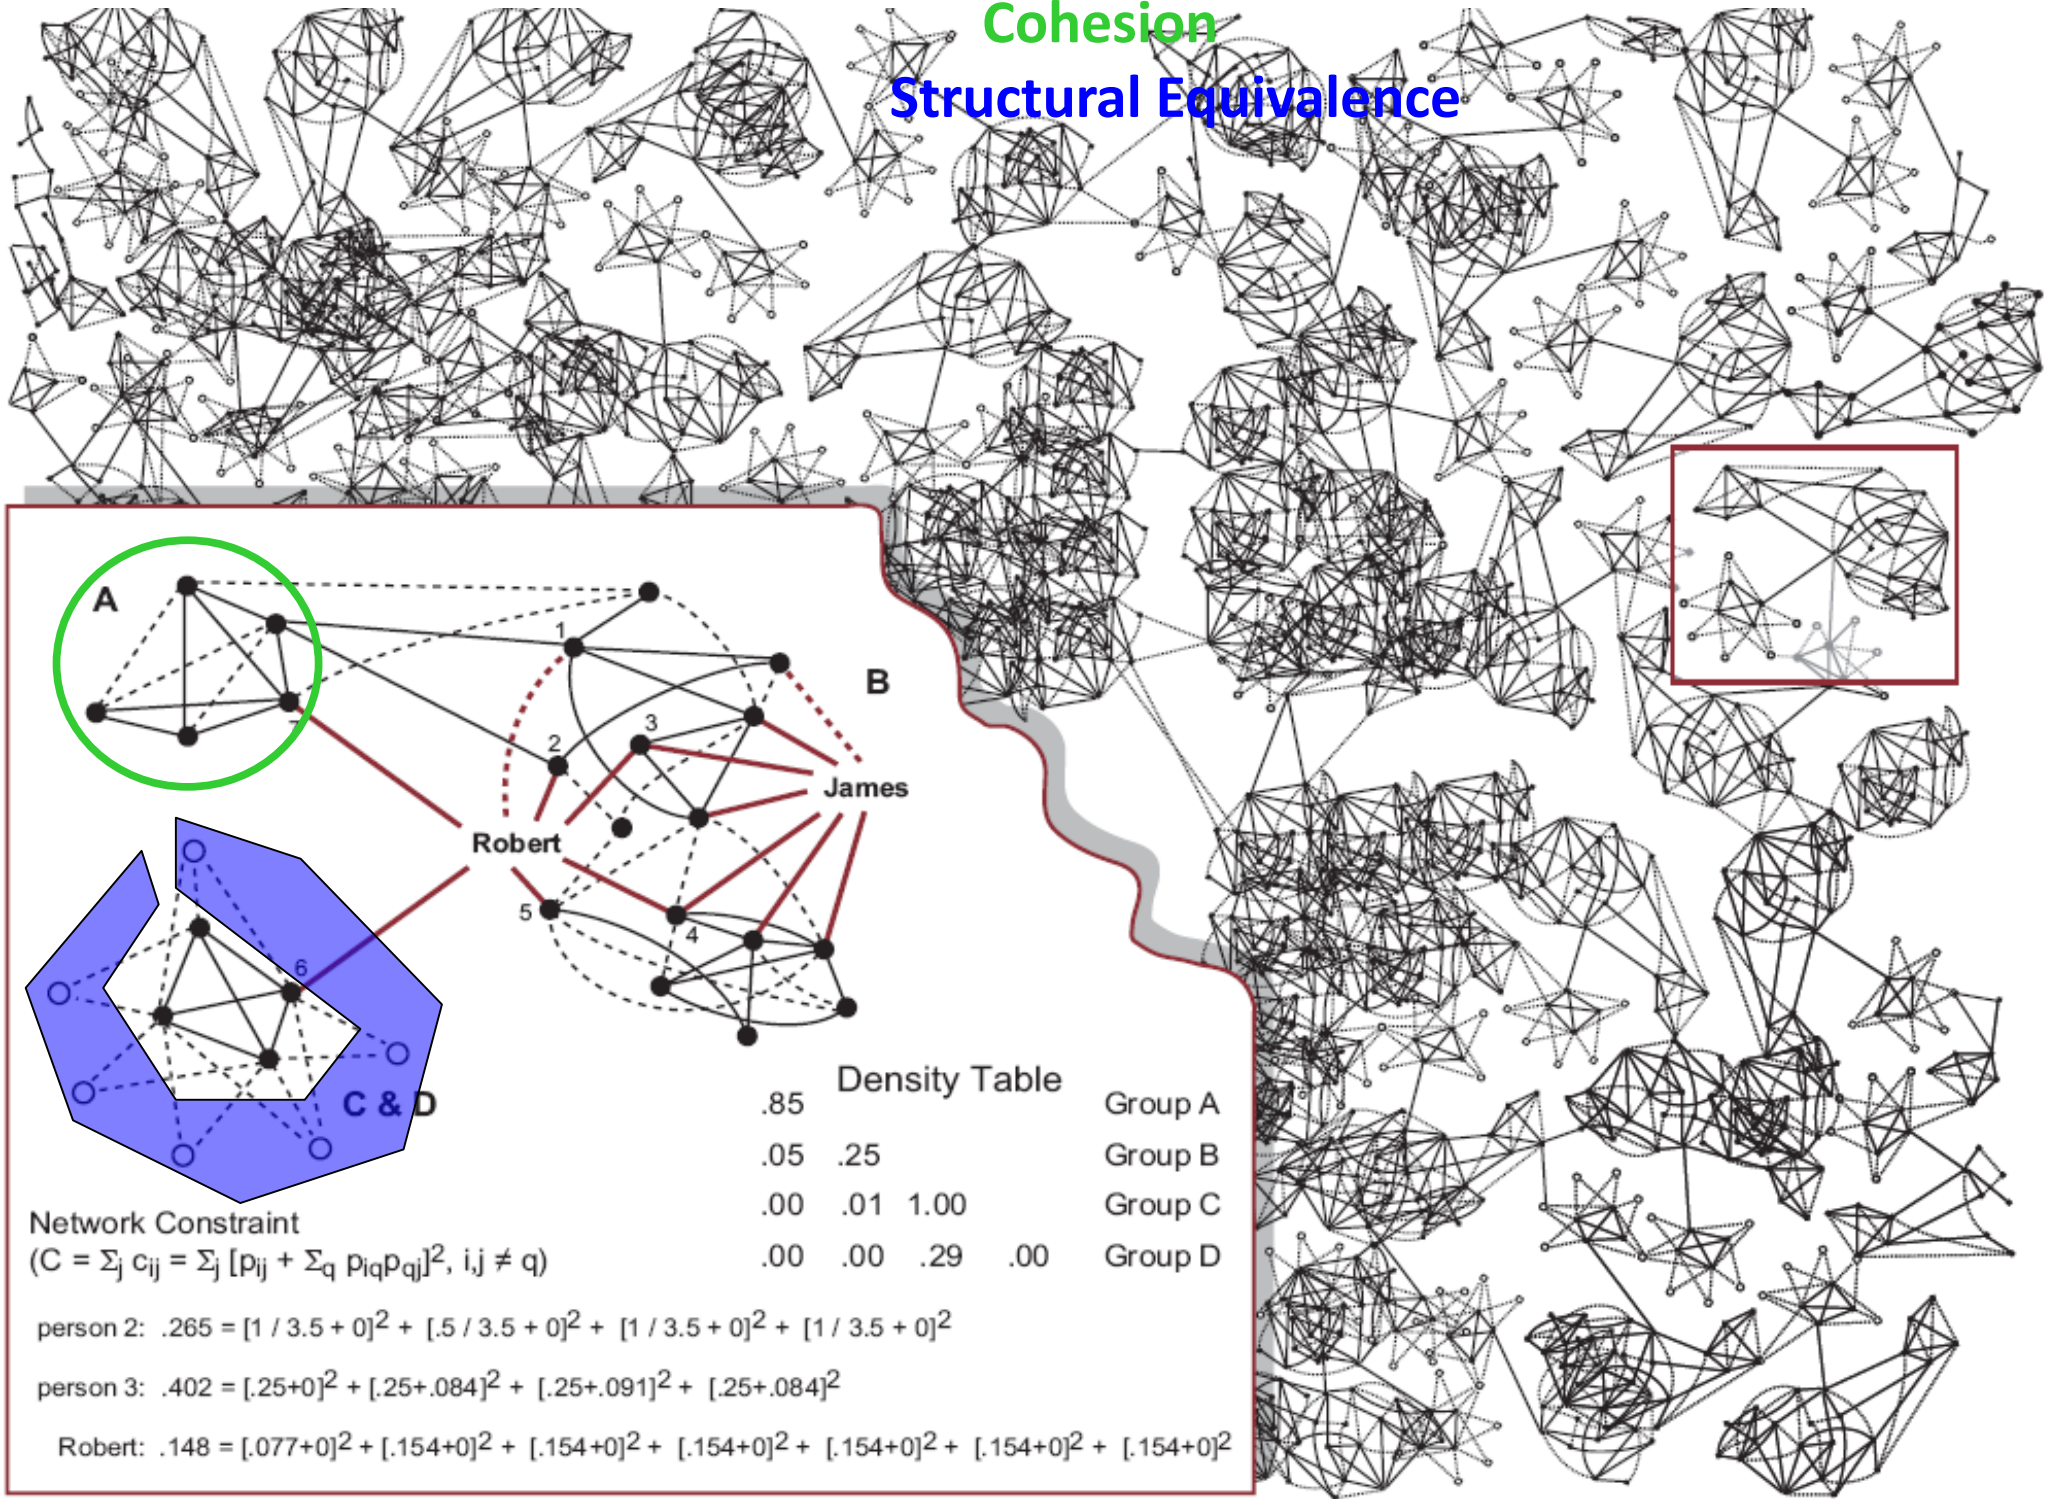 Cohesion
Structural Equivalence
A
1
B
7
2
3
James
Robert
5
4
6
C & D
Density Table
.85 Group A
.05 .25 Group B
.00 .01 1.00 Group C
.00 .00 .29 .00 Group D
Network Constraint
(C = Σj cij = Σj [pij + Σq piqpqj]², i,j ≠ q)
person 2: .265 = [1 / 3.5 + 0]² + [.5 / 3.5 + 0]² + [1 / 3.5 + 0]² + [1 / 3.5 + 0]²
person 3: .402 = [.25+0]² + [.25+.084]² + [.25+.091]² + [.25+.084]²
Robert: .148 = [.077+0]² + [.154+0]² + [.154+0]² + [.154+0]² + [.154+0]² + [.154+0]² + [.154+0]²